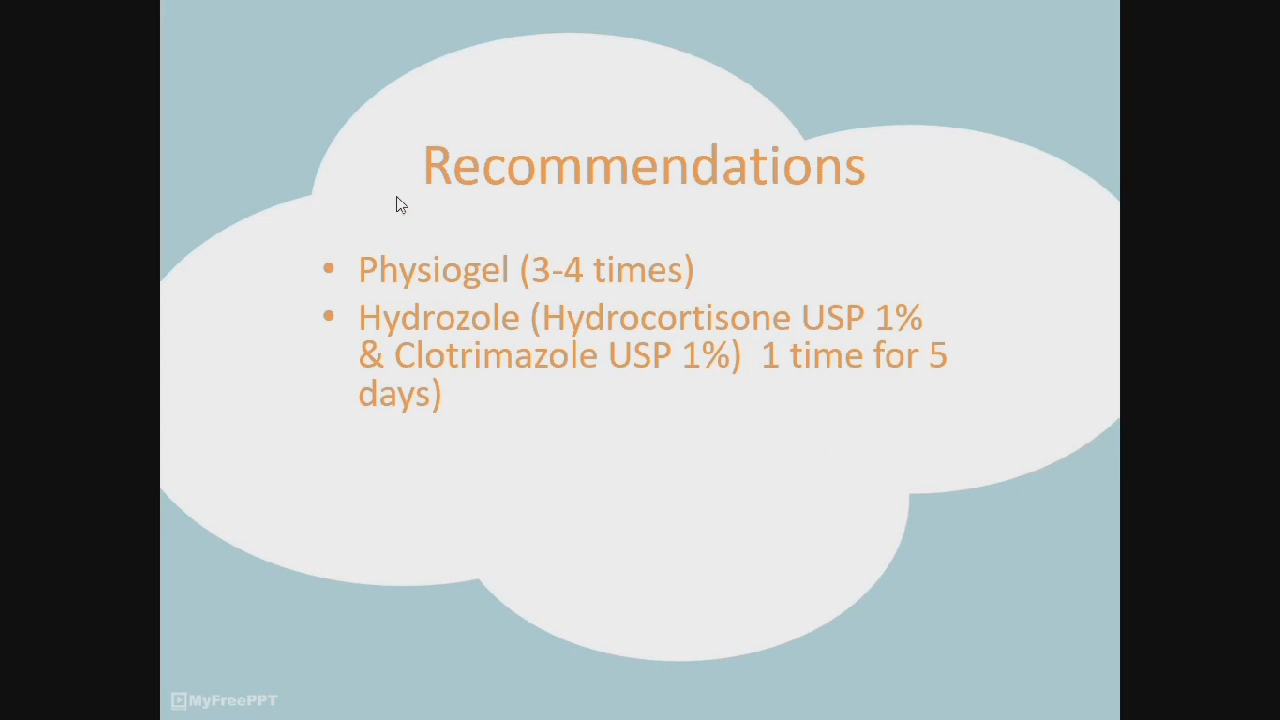 Recommendations
• Physiogel (3-4 times)
• Hydrozole (Hydrocortisone USP 1%
& Clotrimazole USP 1%)  1 time for 5
days)
MyFreePPT